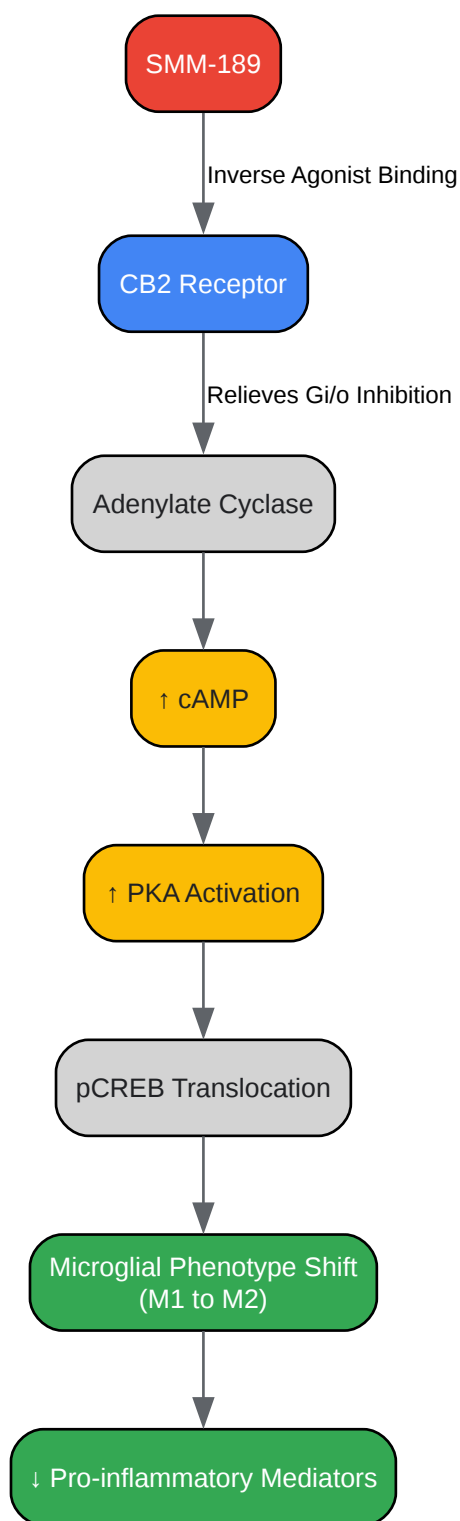 SMM-189
Inverse Agonist Binding
CB2 Receptor
Relieves Gi/o Inhibition
Adenylate Cyclase
↑ cAMP
↑ PKA Activation
pCREB Translocation
Microglial Phenotype Shift
(M1 to M2)
↓ Pro-inflammatory Mediators